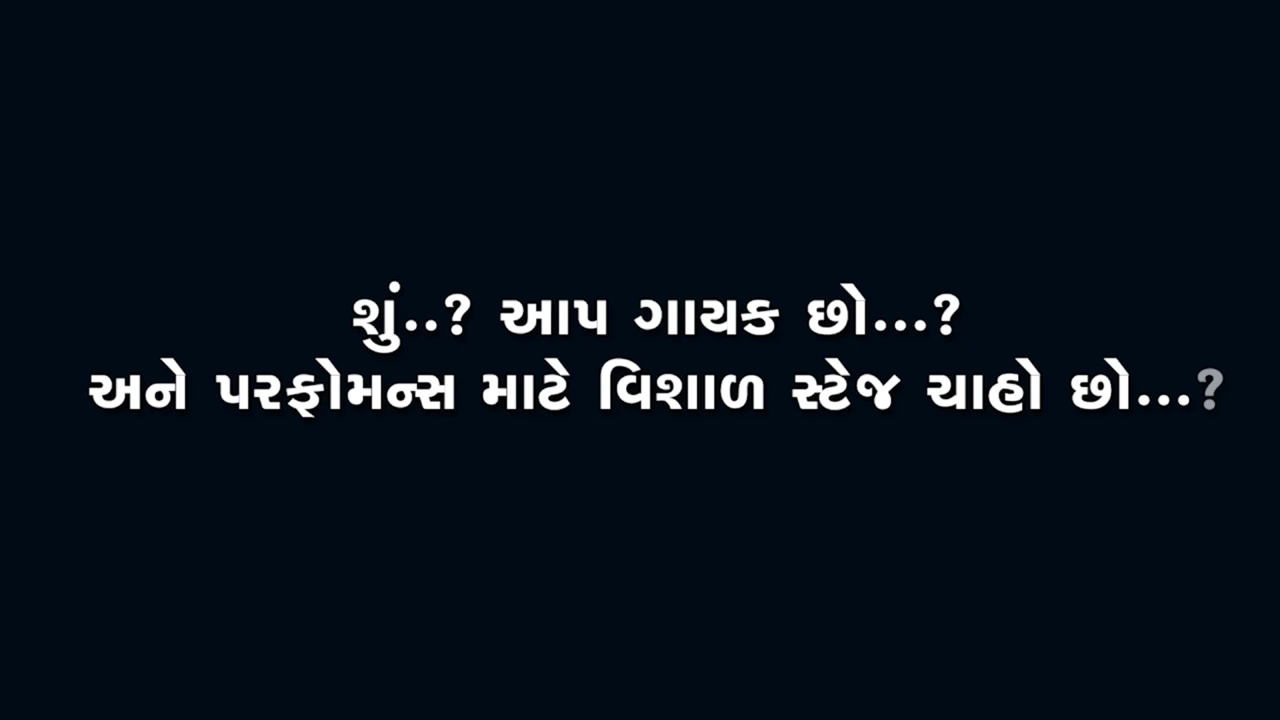 શું..? આપ ગાયક છો...?
અને પરફોમન્સ માટે વિશાળ સ્ટેજ ચાહો છો...?